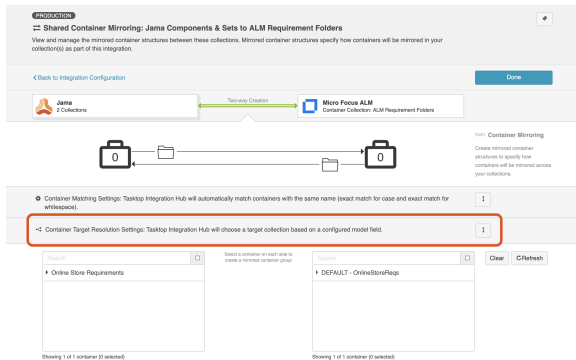 PRODUCTION
Shared Container Mirroring: Jama Components & Sets to ALM Requirement Folders
View and manage the mirrored container structures between these collections. Mirrored container structures specify how containers will be mirrored in your
collection(s) as part of this integration.
Back to Integration Configuration
Done
Jama
2 Collections
Two-way Creation
Micro Focus ALM
Container Collection: ALM Requirement Folders
0
0
Container Mirroring
Create mirrored container
structures to specify how
containers will be mirrored across
your collections.
Container Matching Settings: Tasktop Integration Hub will automatically match containers with the same name (exact match for case and exact match for
whitespace).
Container Target Resolution Settings: Tasktop Integration Hub will choose a target collection based on a configured model field.
Search
Select a container on each side to
create a mirrored container group
Search
Clear
Refresh
Online Store Requirements
DEFAULT - OnlineStoreReqs
Showing 1 of 1 container (0 selected)
Showing 1 of 1 container (0 selected)